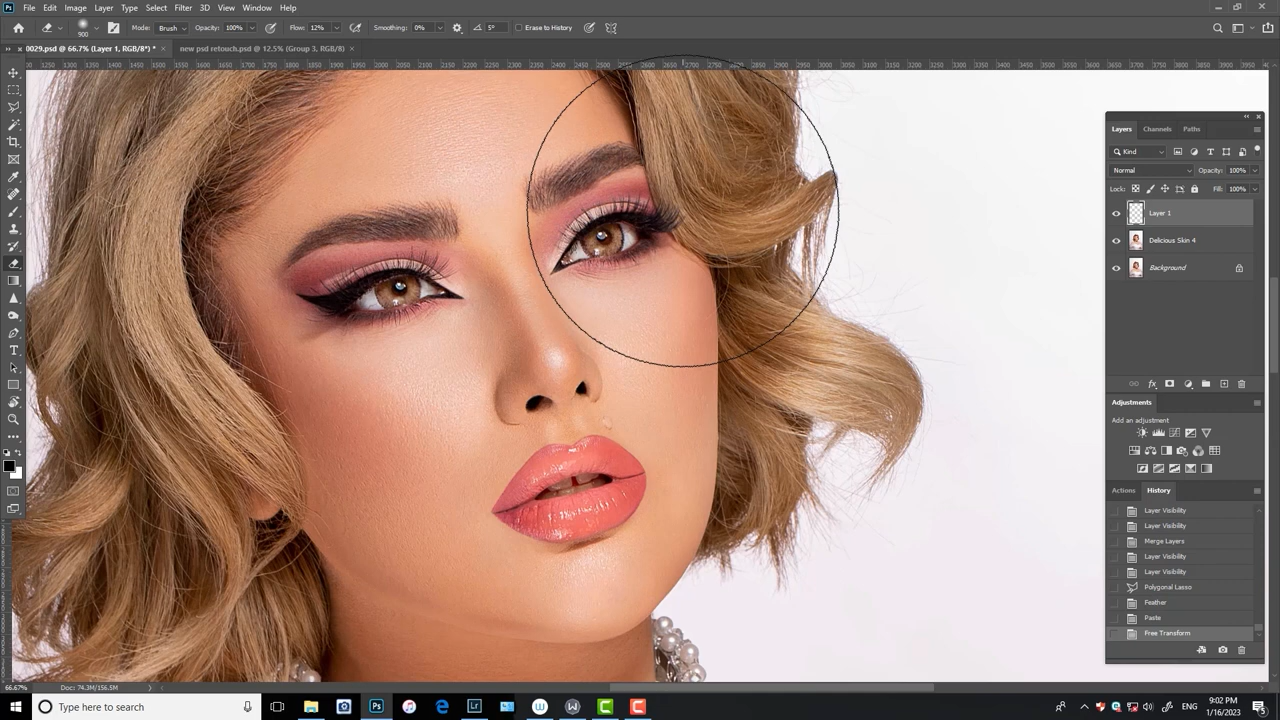 Ps File Edit Image Layer Type Select Filter 3D View Window Help
900 Mode: Brush Opacity: 100% Flow: 12% Smoothing: 0% 5° Erase to History
0029.psd @ 66.7% (Layer 1, RGB/8*) * × new psd retouch.psd @ 12.5% (Group 3, RGB/8) ×
Layers Channels Paths
Kind
Normal Opacity: 100%
Lock: Fill: 100%
Layer 1
Delicious Skin 4
Background
fx
Adjustments
Add an adjustment
Actions History
Layer Visibility
Layer Visibility
Merge Layers
Layer Visibility
Layer Visibility
Polygonal Lasso
Feather
Paste
Free Transform
66.67% Doc: 74.3M/156.5M
Type here to search
ENG 9:02 PM
1/16/2023